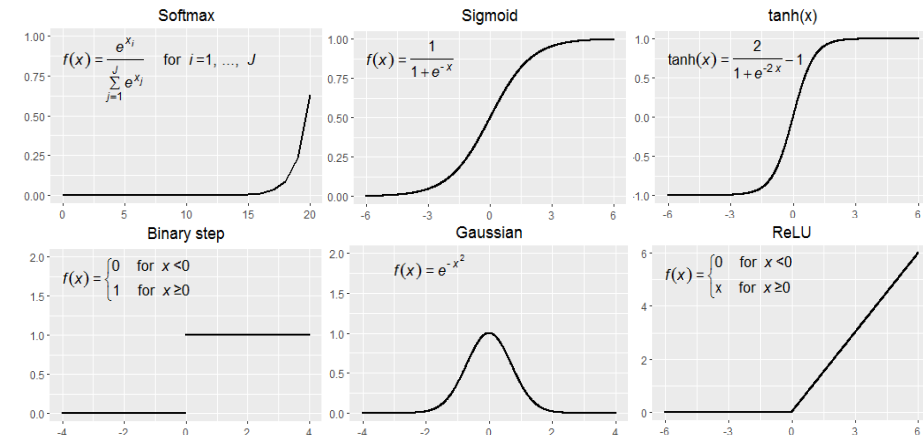 Softmax
f(x) = e^{x_i} / \sum_{j=1}^{J} e^{x_j} for i=1, ..., J
1.00
0.75
0.50
0.25
0.00
0 5 10 15 20
Sigmoid
f(x) = 1 / (1+e^{-x})
1.00
0.75
0.50
0.25
0.00
-6 -3 0 3 6
tanh(x)
tanh(x) = 2 / (1+e^{-2x}) - 1
1.0
0.5
0.0
-0.5
-1.0
-6 -3 0 3 6
Binary step
f(x) = { 0 for x<0
1 for x≥0
2.0
1.5
1.0
0.5
0.0
-4 -2 0 2 4
Gaussian
f(x) = e^{-x^2}
2.0
1.5
1.0
0.5
0.0
-4 -2 0 2 4
ReLU
f(x) = { 0 for x<0
x for x≥0
6
4
2
0
-6 -3 0 3 6